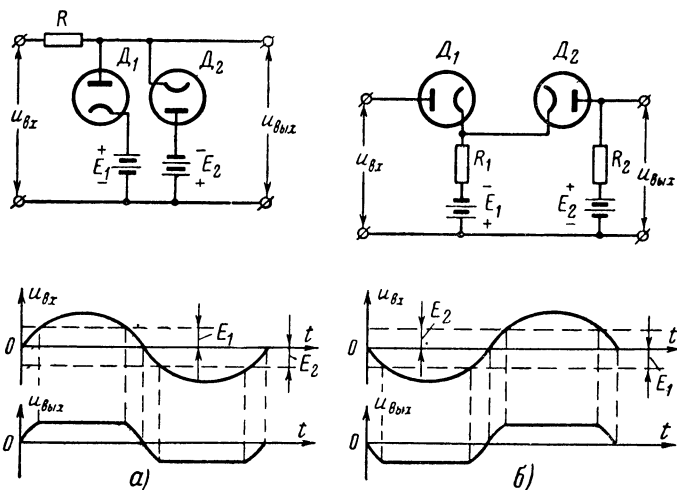 R
Д1
Д2
uвх
uвых
+
E1
−
−
E2
+
Д1
Д2
uвх
R1
R2
uвых
−
E1
+
+
E2
−
uвх
E1
t
0
E2
uвых
0
t
а)
uвх
E2
t
0
E1
uвых
0
t
б)